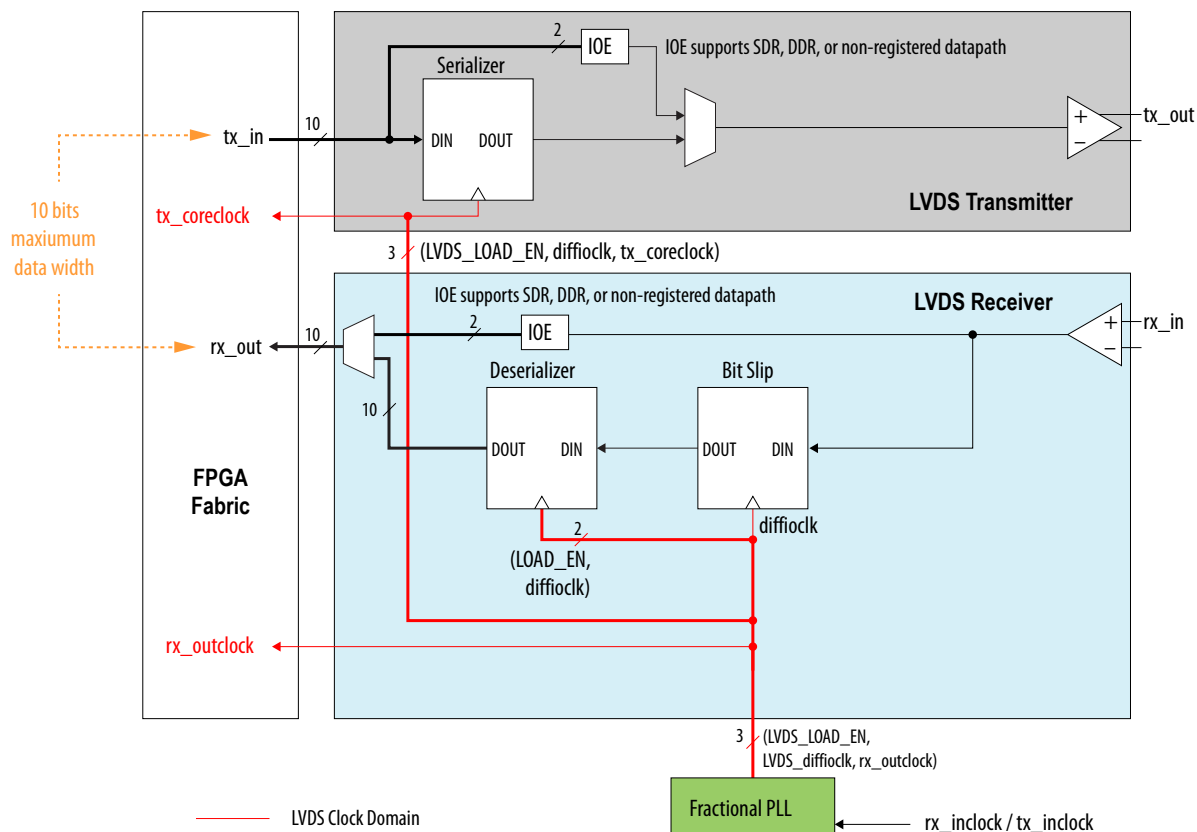 2
IOE
IOE supports SDR, DDR, or non-registered datapath
Serializer
tx_in
10
DIN DOUT
+
−
tx_out
10 bits
maxiumum
data width
tx_coreclock
LVDS Transmitter
3
(LVDS_LOAD_EN, diffioclk, tx_coreclock)
IOE supports SDR, DDR, or non-registered datapath
LVDS Receiver
rx_out
10
2
IOE
+
−
rx_in
Deserializer
Bit Slip
10
DOUT DIN
DOUT DIN
FPGA
Fabric
2
diffioclk
(LOAD_EN,
diffioclk)
rx_outclock
3
(LVDS_LOAD_EN,
LVDS_diffioclk, rx_outclock)
Fractional PLL
LVDS Clock Domain
rx_inclock / tx_inclock